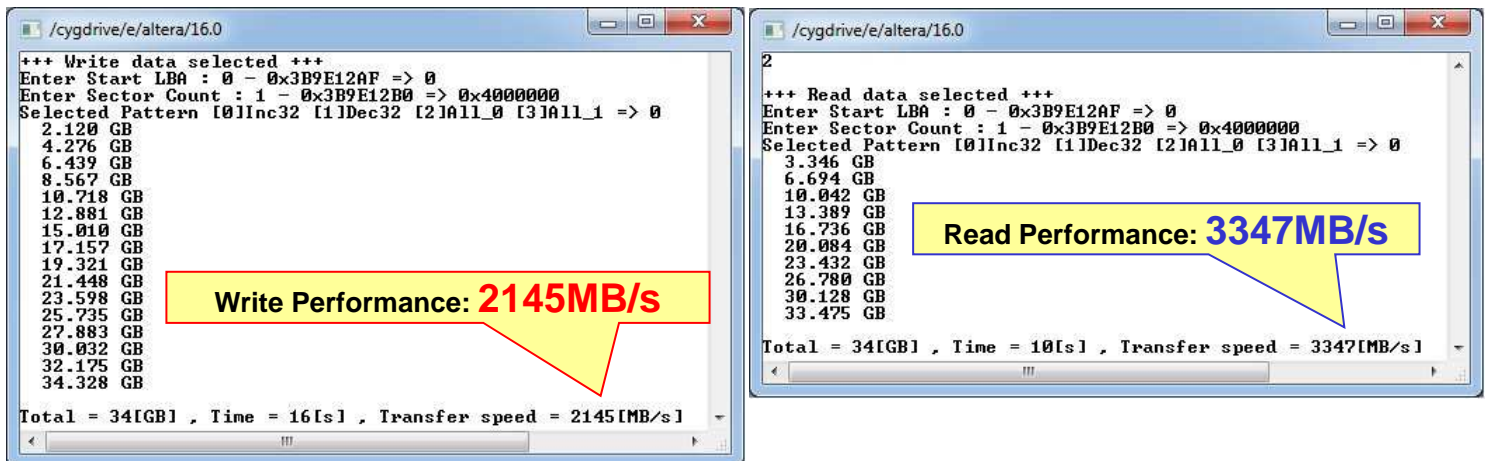 /cygdrive/e/altera/16.0
+++ Write data selected +++
Enter Start LBA : 0 - 0x3B9E12AF => 0
Enter Sector Count : 1 - 0x3B9E12B0 => 0x4000000
Selected Pattern [0]Inc32 [1]Dec32 [2]All_0 [3]All_1 => 0
2.120 GB
4.276 GB
6.439 GB
8.567 GB
10.718 GB
12.881 GB
15.010 GB
17.157 GB
19.321 GB
21.448 GB
23.598 GB
25.735 GB
27.883 GB
30.032 GB
32.175 GB
34.328 GB
Write Performance: 2145MB/s
Total = 34[GB] , Time = 16[s] , Transfer speed = 2145[MB/s]
/cygdrive/e/altera/16.0
2
+++ Read data selected +++
Enter Start LBA : 0 - 0x3B9E12AF => 0
Enter Sector Count : 1 - 0x3B9E12B0 => 0x4000000
Selected Pattern [0]Inc32 [1]Dec32 [2]All_0 [3]All_1 => 0
3.346 GB
6.694 GB
10.042 GB
13.389 GB
16.736 GB
20.084 GB
23.432 GB
26.780 GB
30.128 GB
33.475 GB
Read Performance: 3347MB/s
Total = 34[GB] , Time = 10[s] , Transfer speed = 3347[MB/s]